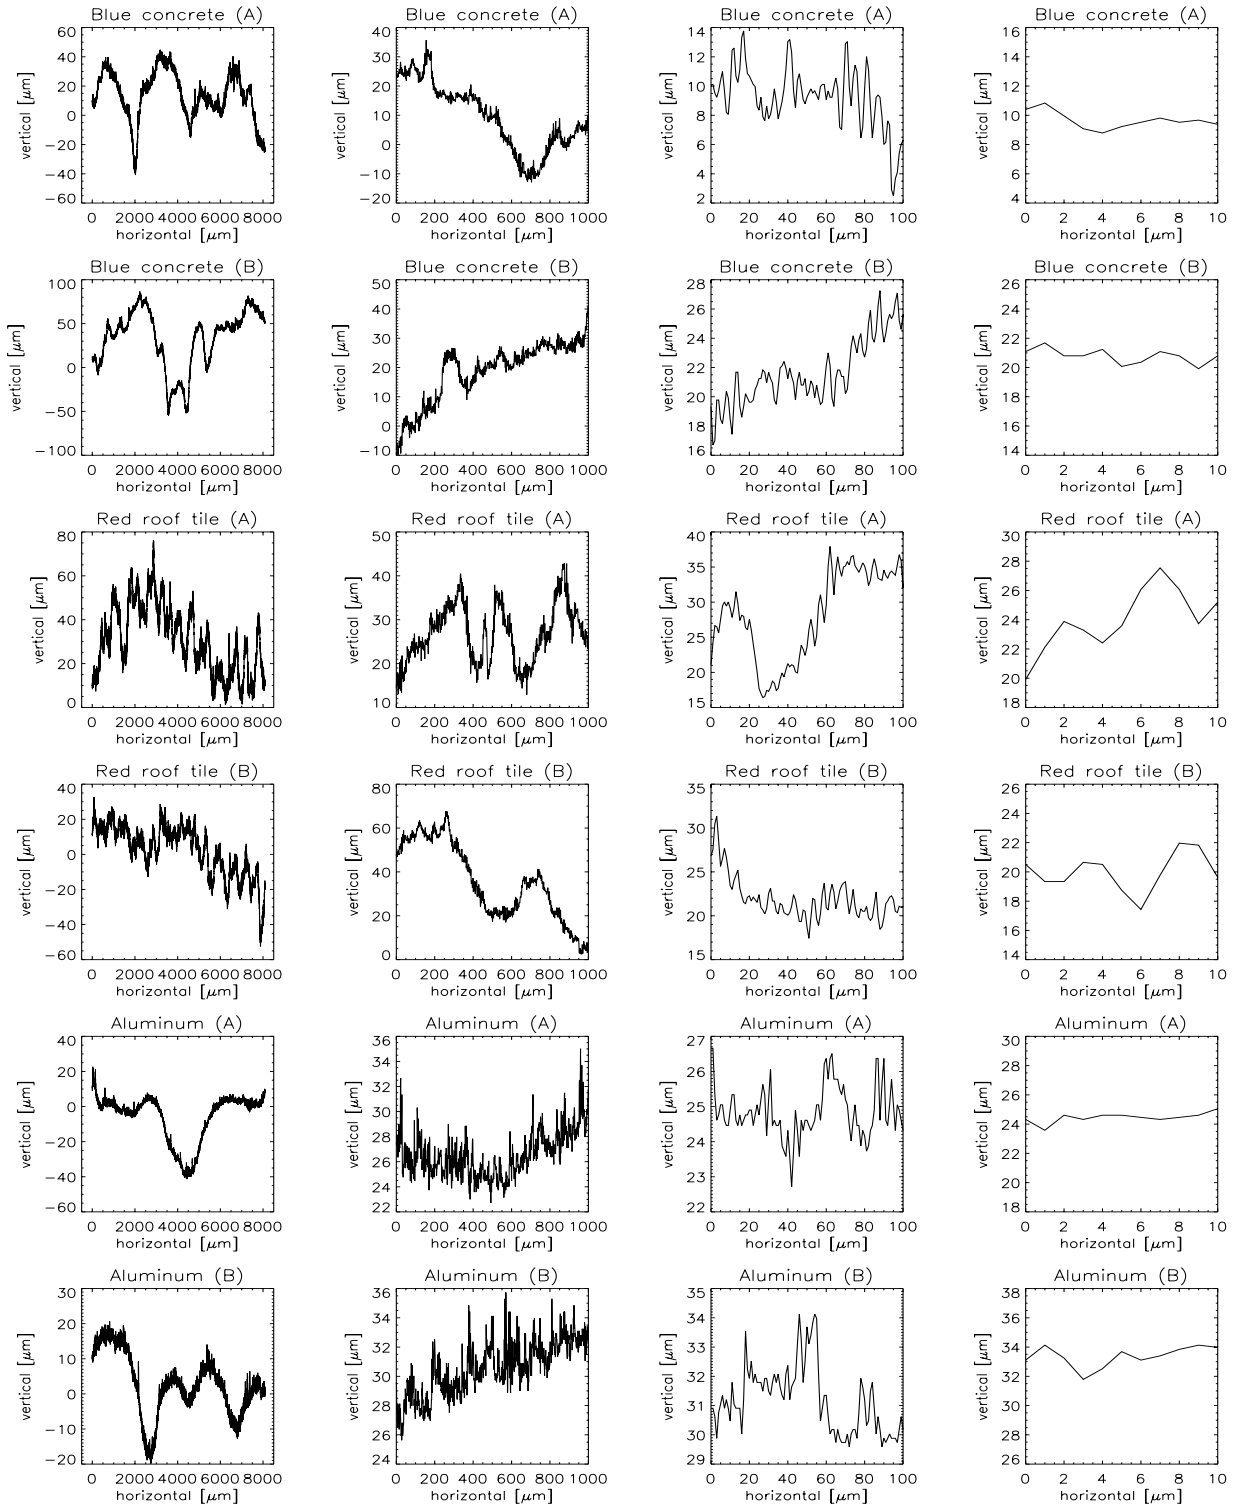 Blue concrete (A)
60
40
20
0
−20
−40
−60
vertical [μm]
0 2000 4000 6000 8000
horizontal [μm]
Blue concrete (A)
40
30
20
10
0
−10
−20
vertical [μm]
0 200 400 600 800 1000
horizontal [μm]
Blue concrete (A)
14
12
10
8
6
4
2
vertical [μm]
0 20 40 60 80 100
horizontal [μm]
Blue concrete (A)
16
14
12
10
8
6
4
vertical [μm]
0 2 4 6 8 10
horizontal [μm]
Blue concrete (B)
100
50
0
−50
−100
vertical [μm]
0 2000 4000 6000 8000
horizontal [μm]
Blue concrete (B)
50
40
30
20
10
0
−10
vertical [μm]
0 200 400 600 800 1000
horizontal [μm]
Blue concrete (B)
28
26
24
22
20
18
16
vertical [μm]
0 20 40 60 80 100
horizontal [μm]
Blue concrete (B)
26
24
22
20
18
16
14
vertical [μm]
0 2 4 6 8 10
horizontal [μm]
Red roof tile (A)
80
60
40
20
0
vertical [μm]
0 2000 4000 6000 8000
horizontal [μm]
Red roof tile (A)
50
40
30
20
10
vertical [μm]
0 200 400 600 800 1000
horizontal [μm]
Red roof tile (A)
40
35
30
25
20
15
vertical [μm]
0 20 40 60 80 100
horizontal [μm]
Red roof tile (A)
30
28
26
24
22
20
18
vertical [μm]
0 2 4 6 8 10
horizontal [μm]
Red roof tile (B)
40
20
0
−20
−40
−60
vertical [μm]
0 2000 4000 6000 8000
horizontal [μm]
Red roof tile (B)
80
60
40
20
0
vertical [μm]
0 200 400 600 800 1000
horizontal [μm]
Red roof tile (B)
35
30
25
20
15
vertical [μm]
0 20 40 60 80 100
horizontal [μm]
Red roof tile (B)
26
24
22
20
18
16
14
vertical [μm]
0 2 4 6 8 10
horizontal [μm]
Aluminum (A)
40
20
0
−20
−40
−60
vertical [μm]
0 2000 4000 6000 8000
horizontal [μm]
Aluminum (A)
36
34
32
30
28
26
24
22
vertical [μm]
0 200 400 600 800 1000
horizontal [μm]
Aluminum (A)
27
26
25
24
23
22
vertical [μm]
0 20 40 60 80 100
horizontal [μm]
Aluminum (A)
30
28
26
24
22
20
18
vertical [μm]
0 2 4 6 8 10
horizontal [μm]
Aluminum (B)
30
20
10
0
−10
−20
vertical [μm]
0 2000 4000 6000 8000
horizontal [μm]
Aluminum (B)
36
34
32
30
28
26
24
vertical [μm]
0 200 400 600 800 1000
horizontal [μm]
Aluminum (B)
35
34
33
32
31
30
29
vertical [μm]
0 20 40 60 80 100
horizontal [μm]
Aluminum (B)
38
36
34
32
30
28
26
vertical [μm]
0 2 4 6 8 10
horizontal [μm]